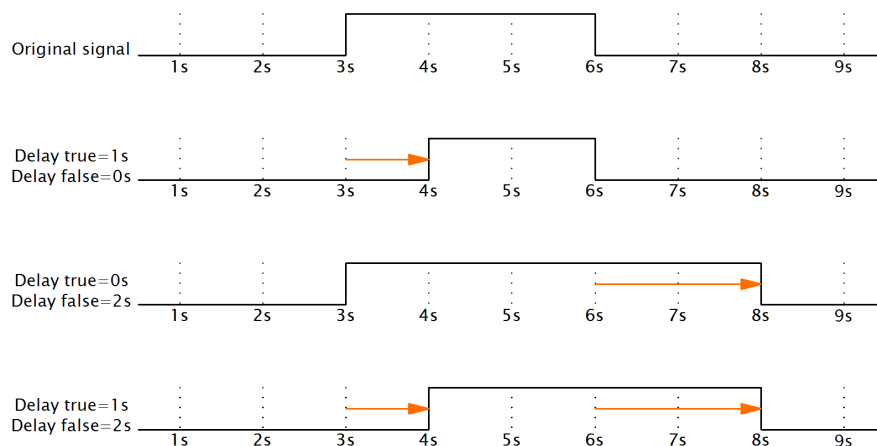 Original signal
1s 2s 3s 4s 5s 6s 7s 8s 9s
Delay true=1s
Delay false=0s
1s 2s 3s 4s 5s 6s 7s 8s 9s
Delay true=0s
Delay false=2s
1s 2s 3s 4s 5s 6s 7s 8s 9s
Delay true=1s
Delay false=2s
1s 2s 3s 4s 5s 6s 7s 8s 9s